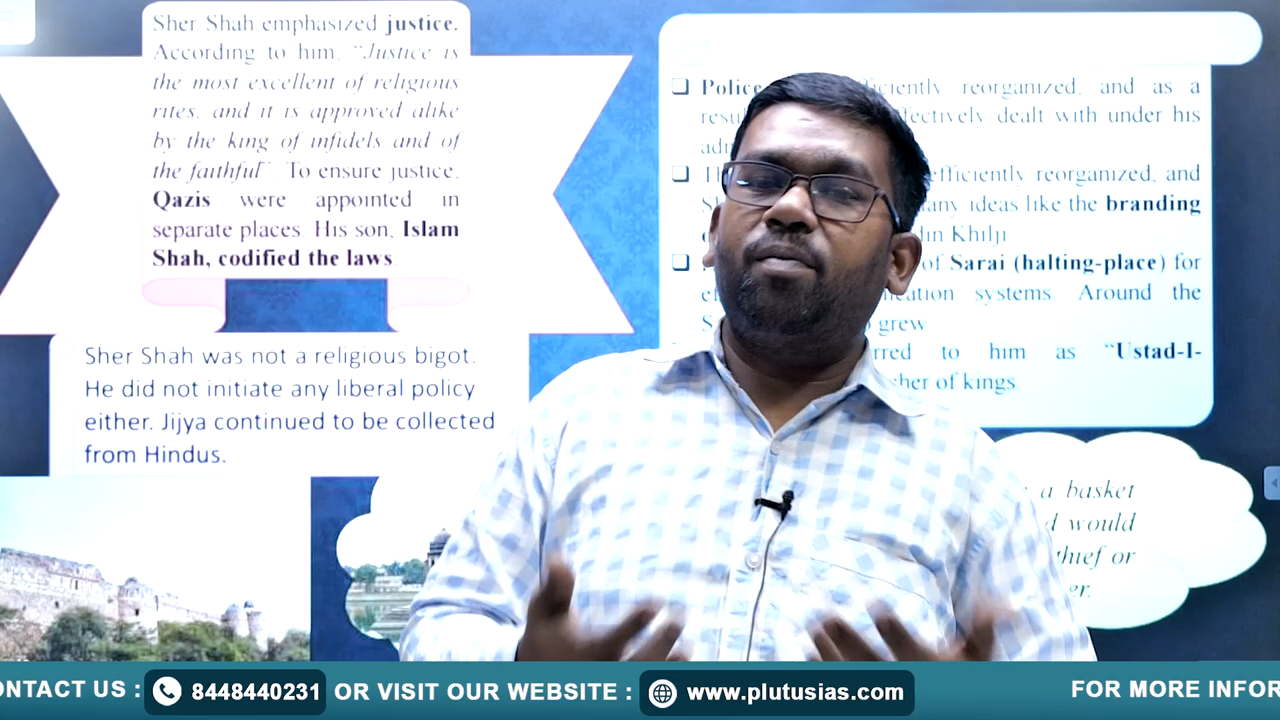 Sher Shah emphasized justice.
According to him, "Justice is
the most excellent of religious
rites, and it is approved alike
by the king of infidels and of
the faithful" To ensure justice,
Qazis were appointed in
separate places. His son, Islam
Shah, codified the laws.
Sher Shah was not a religious bigot.
He did not initiate any liberal policy
either. Jijya continued to be collected
from Hindus.
Police reorganized, and as a
dealt with under his
efficiently reorganized, and
ideas like the branding
Khilji
of Sarai (halting-place) for
systems. Around the
grew
to him as "Ustad-I-
of kings
a basket
would
thief or
CONTACT US : 8448440231 OR VISIT OUR WEBSITE : www.plutusias.com FOR MORE